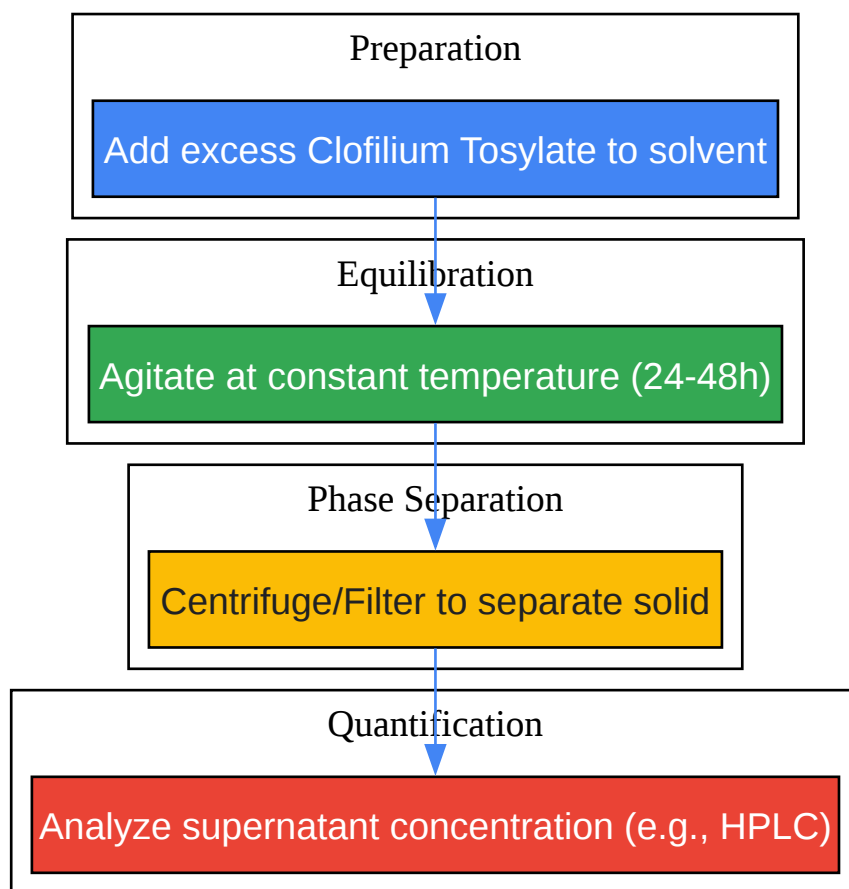 Preparation
Add excess Clofilium Tosylate to solvent
Equilibration
Agitate at constant temperature (24-48h)
Phase Separation
Centrifuge/Filter to separate solid
Quantification
Analyze supernatant concentration (e.g., HPLC)